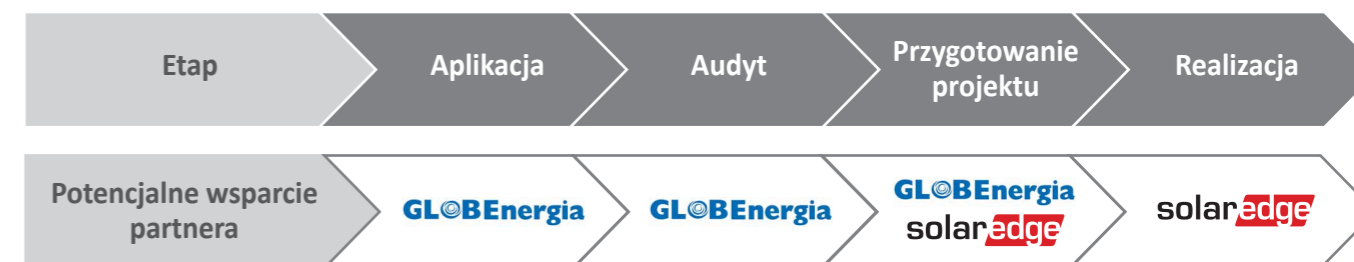 Etap
Aplikacja
Audyt
Przygotowanie
projektu
Realizacja
Potencjalne wsparcie
partnera
GLOBEnergia
GLOBEnergia
GLOBEnergia
solaredge
solaredge